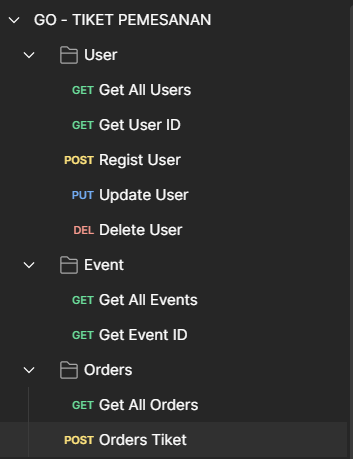 GO - TIKET PEMESANAN
User
GET Get All Users
GET Get User ID
POST Regist User
PUT Update User
DEL Delete User
Event
GET Get All Events
GET Get Event ID
Orders
GET Get All Orders
POST Orders Tiket